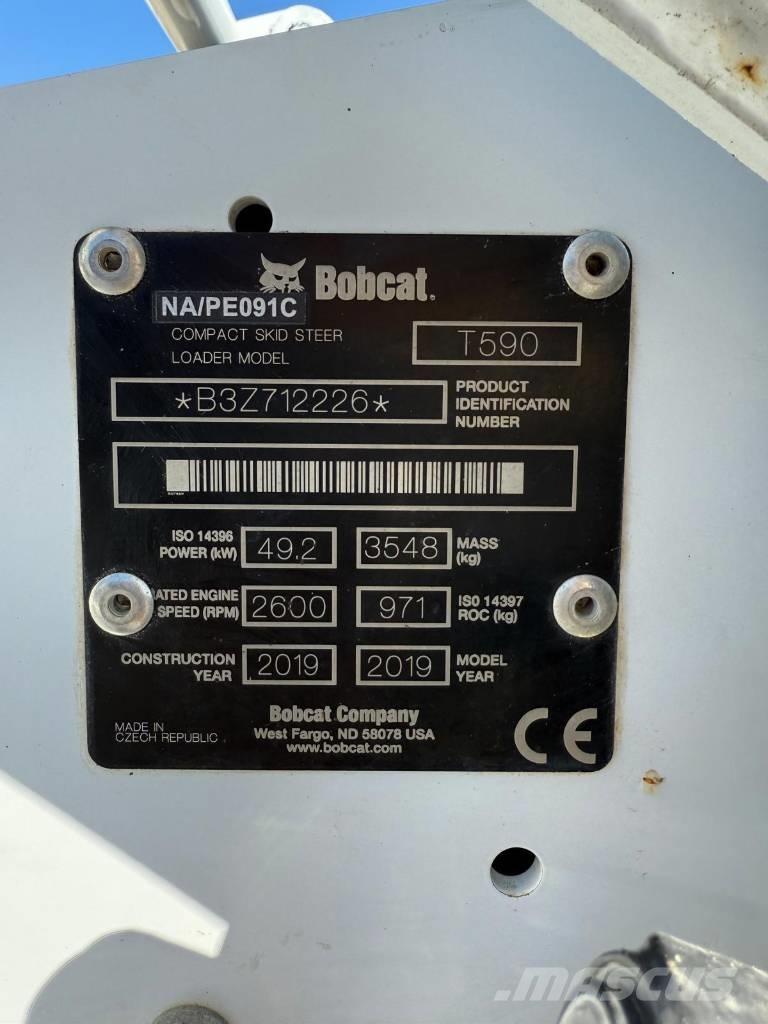 Bobcat.
NA/PE091C
COMPACT SKID STEER
LOADER MODEL
T590
*B3Z712226*
PRODUCT
IDENTIFICATION
NUMBER
ISO 14396
POWER (kW)
49.2
3548
MASS
(kg)
ATED ENGINE
SPEED (RPM)
2600
971
ISO 14397
ROC (kg)
CONSTRUCTION
YEAR
2019
2019
MODEL
YEAR
MADE IN
CZECH REPUBLIC
Bobcat Company
West Fargo, ND 58078 USA
www.bobcat.com
CE
MASCUS